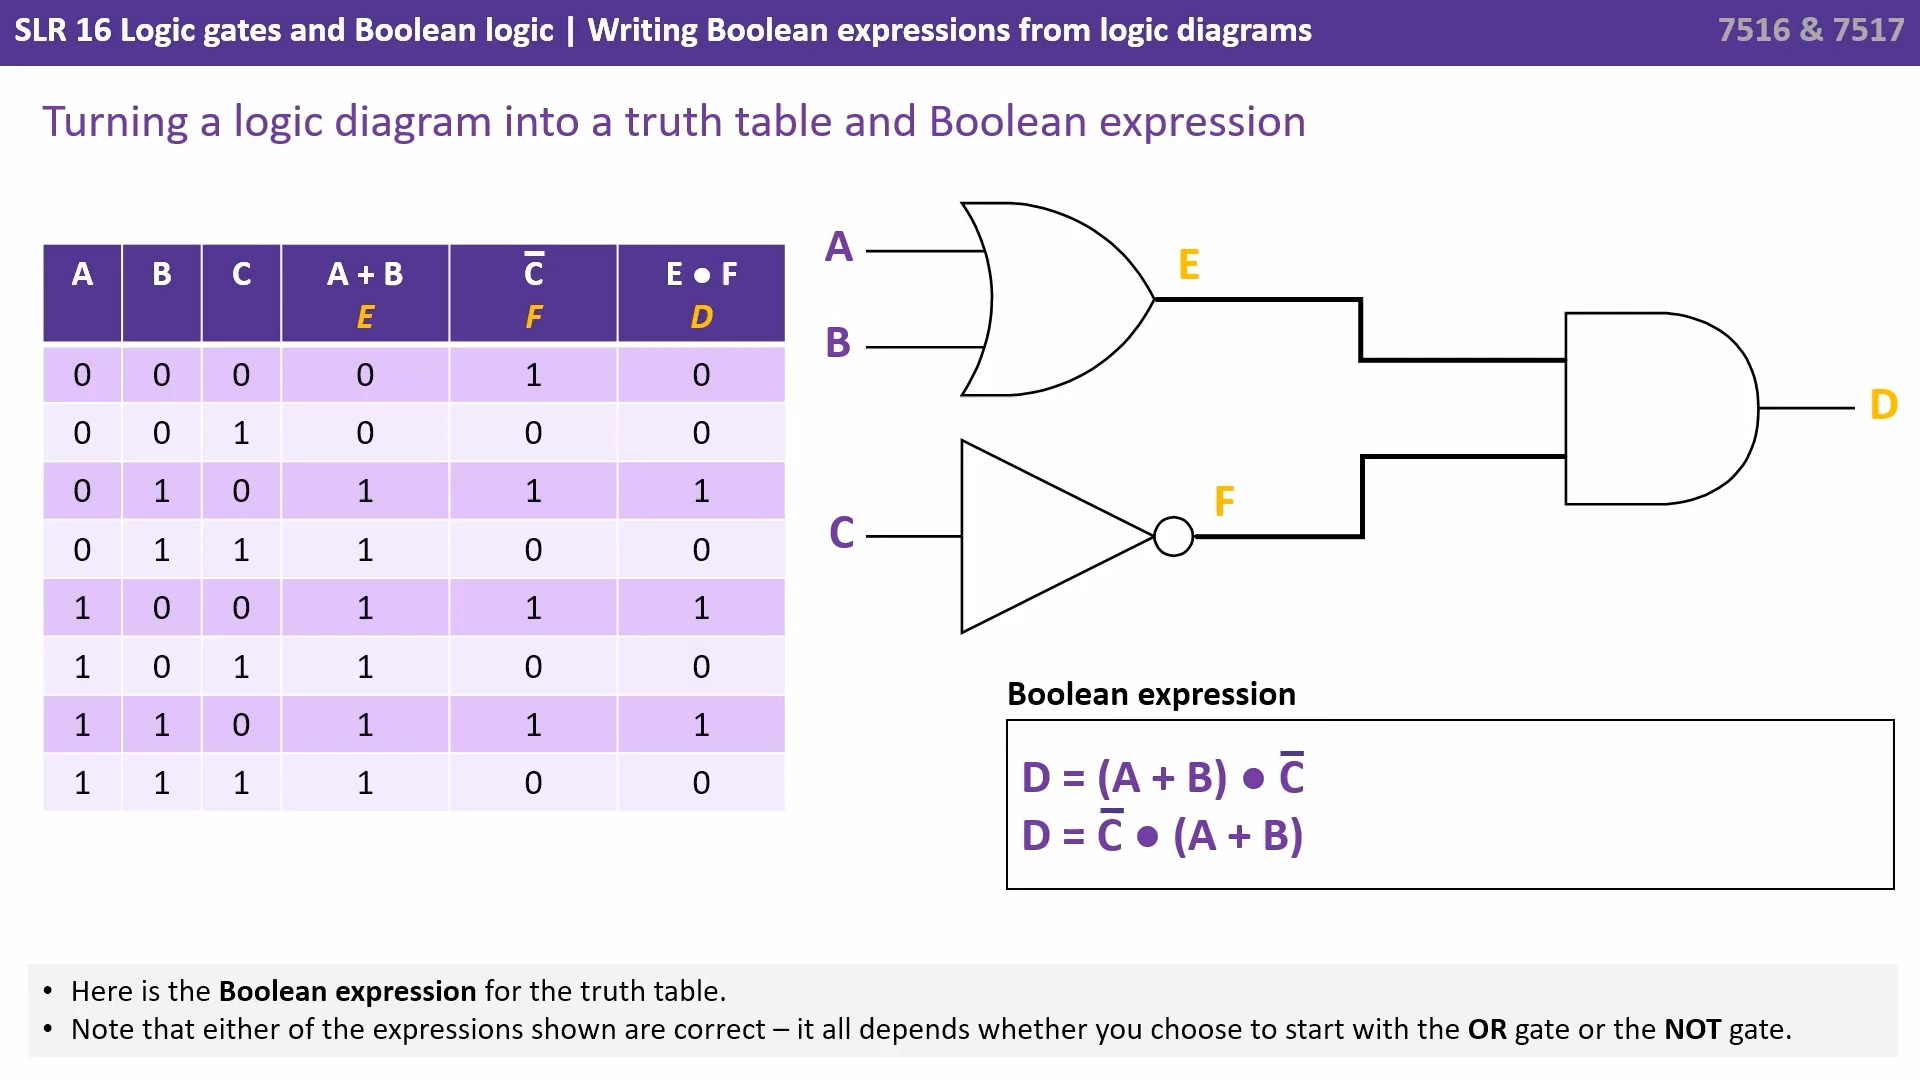 SLR 16 Logic gates and Boolean logic | Writing Boolean expressions from logic diagrams
7516 & 7517
Turning a logic diagram into a truth table and Boolean expression
A B C A + B C̅ E ● F
E F D
0 0 0 0 1 0
0 0 1 0 0 0
0 1 0 1 1 1
0 1 1 1 0 0
1 0 0 1 1 1
1 0 1 1 0 0
1 1 0 1 1 1
1 1 1 1 0 0
A
E
B
D
F
C
Boolean expression
D = (A + B) ● C̅
D = C̅ ● (A + B)
• Here is the Boolean expression for the truth table.
• Note that either of the expressions shown are correct – it all depends whether you choose to start with the OR gate or the NOT gate.